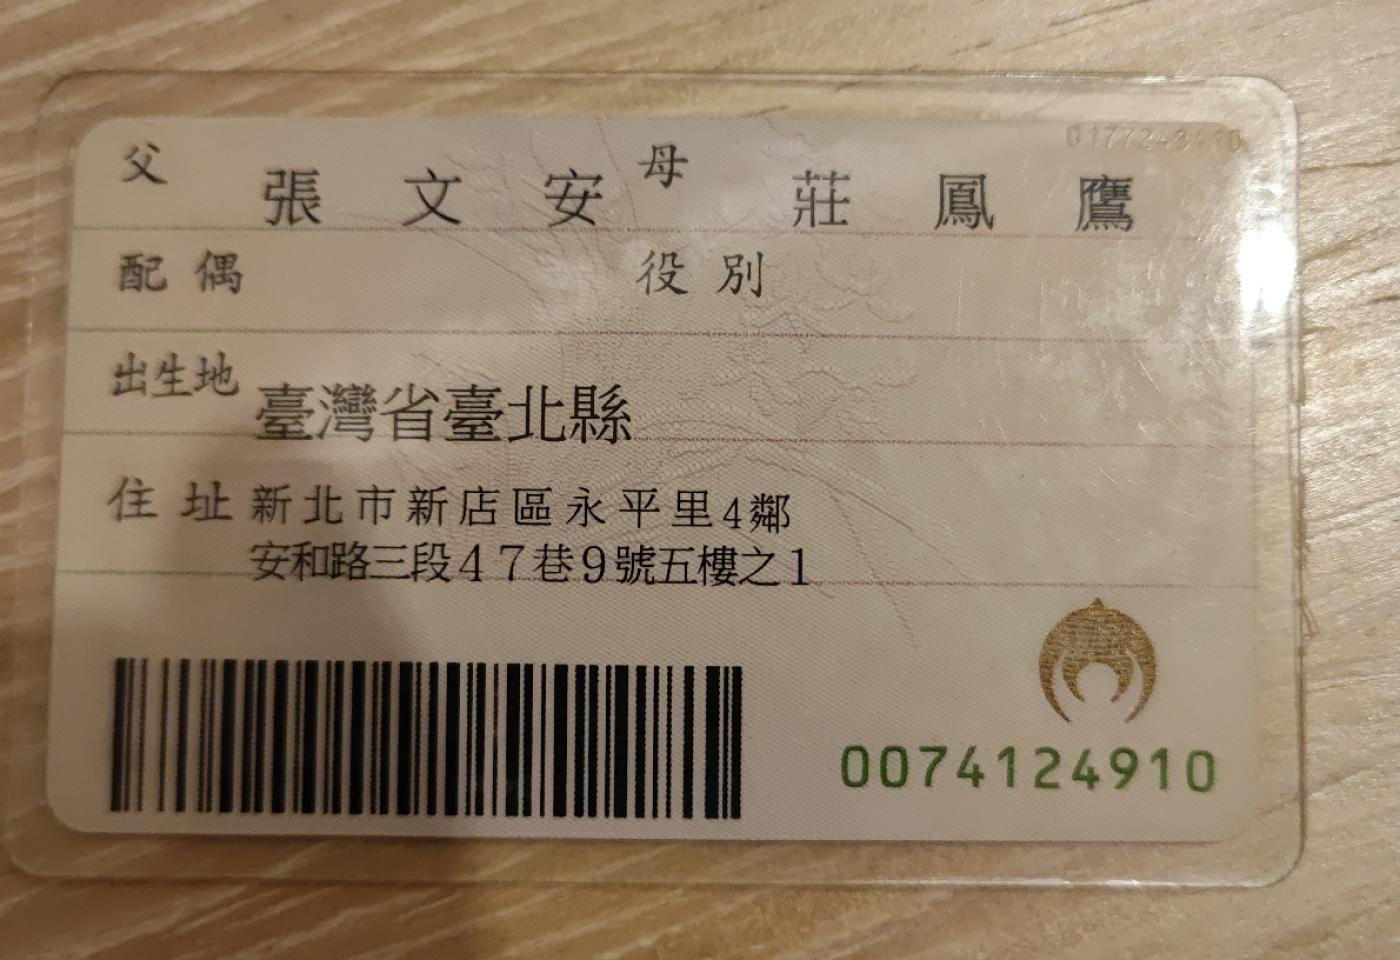 父 張文安 母 莊鳳鷹
配偶 役別
出生地 臺灣省臺北縣
住址 新北市新店區永平里4鄰
安和路三段47巷9號五樓之1
0074124910